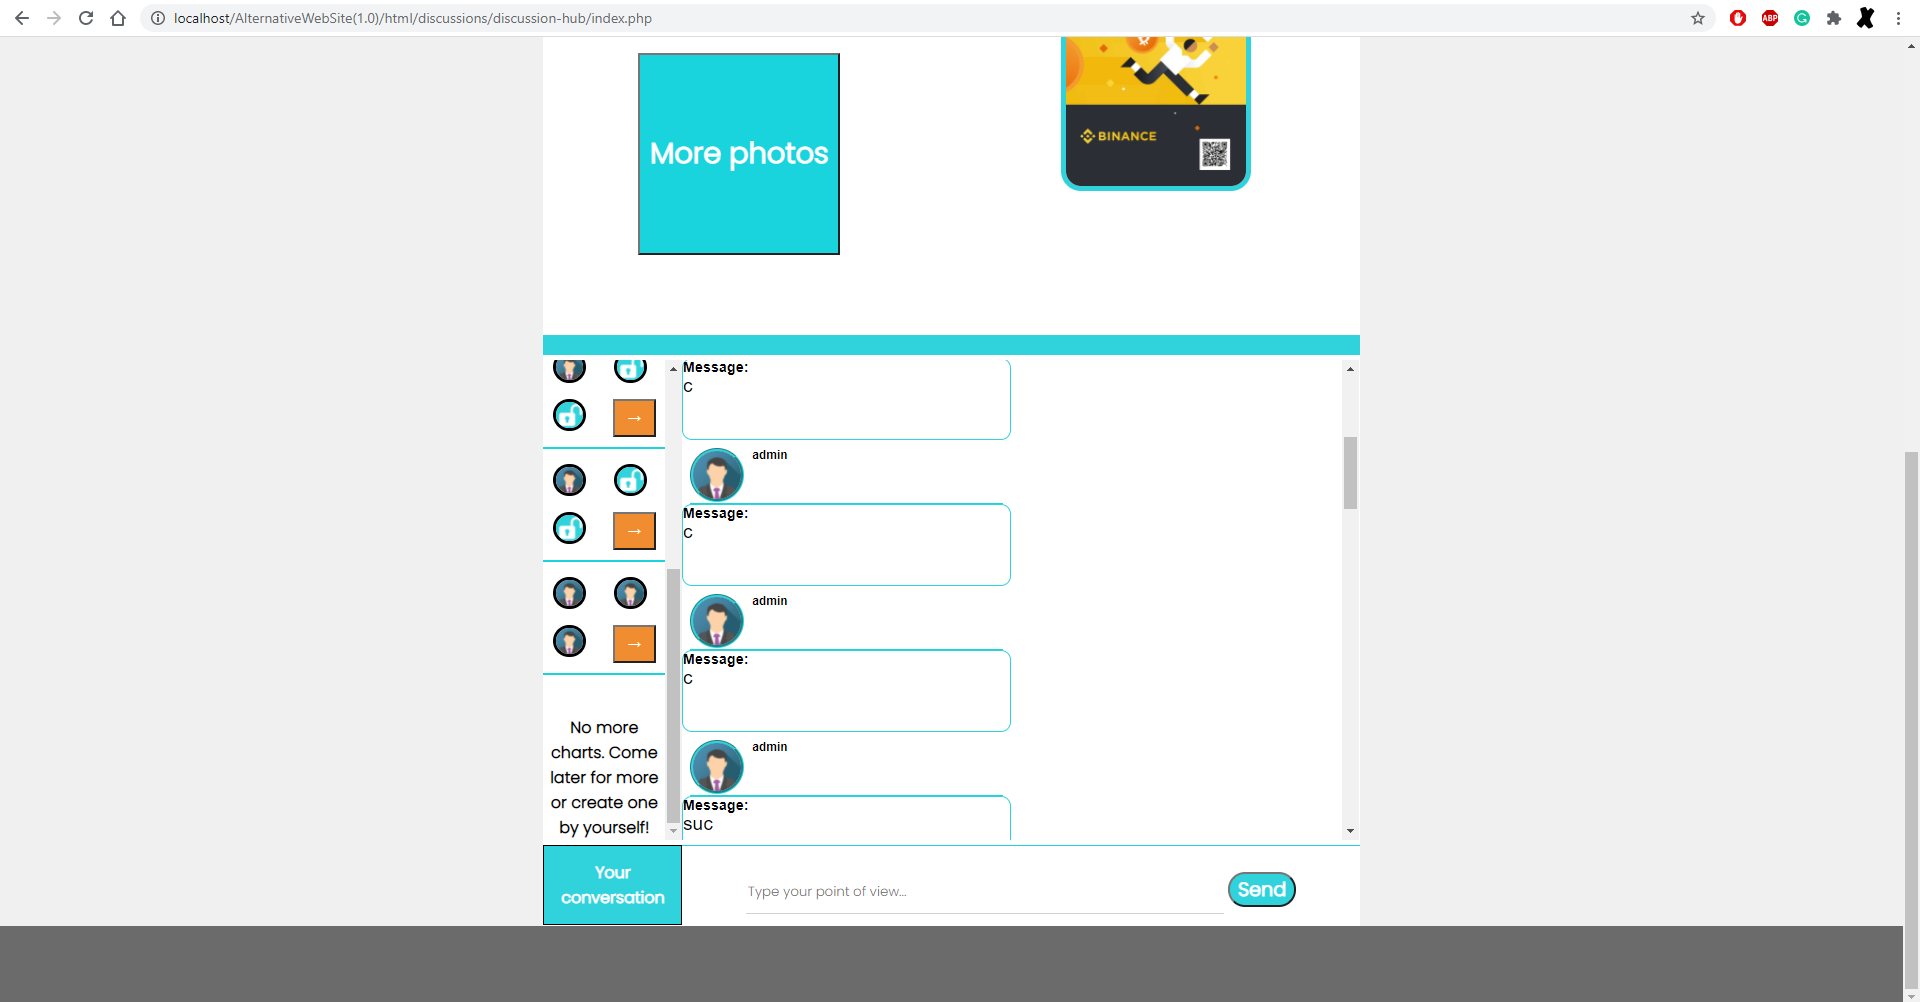 localhost/AlternativeWebSite(1.0)/html/discussions/discussion-hub/index.php
ABP
More photos
BINANCE
Message:
C
→
admin
Message:
C
→
admin
Message:
C
→
admin
Message:
suc
No more
charts. Come
later for more
or create one
by yourself!
Your
conversation
Type your point of view...
Send